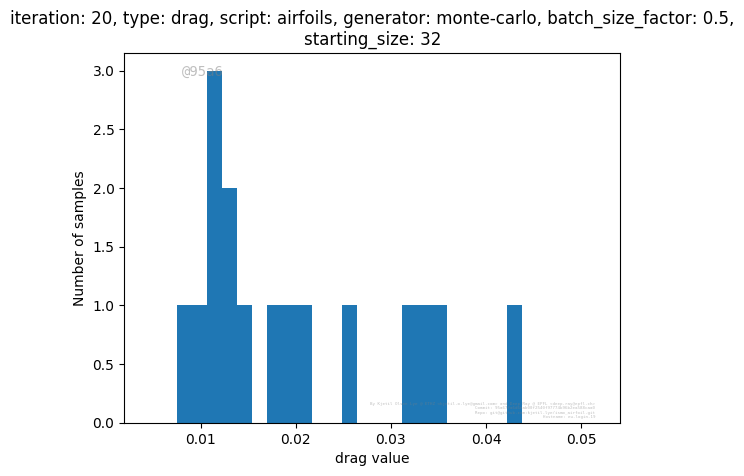 iteration: 20, type: drag, script: airfoils, generator: monte-carlo, batch_size_factor: 0.5,
starting_size: 32
@95a6
3.0
2.5
2.0
1.5
1.0
0.5
0.0
Number of samples
0.01
0.02
0.03
0.04
0.05
drag value